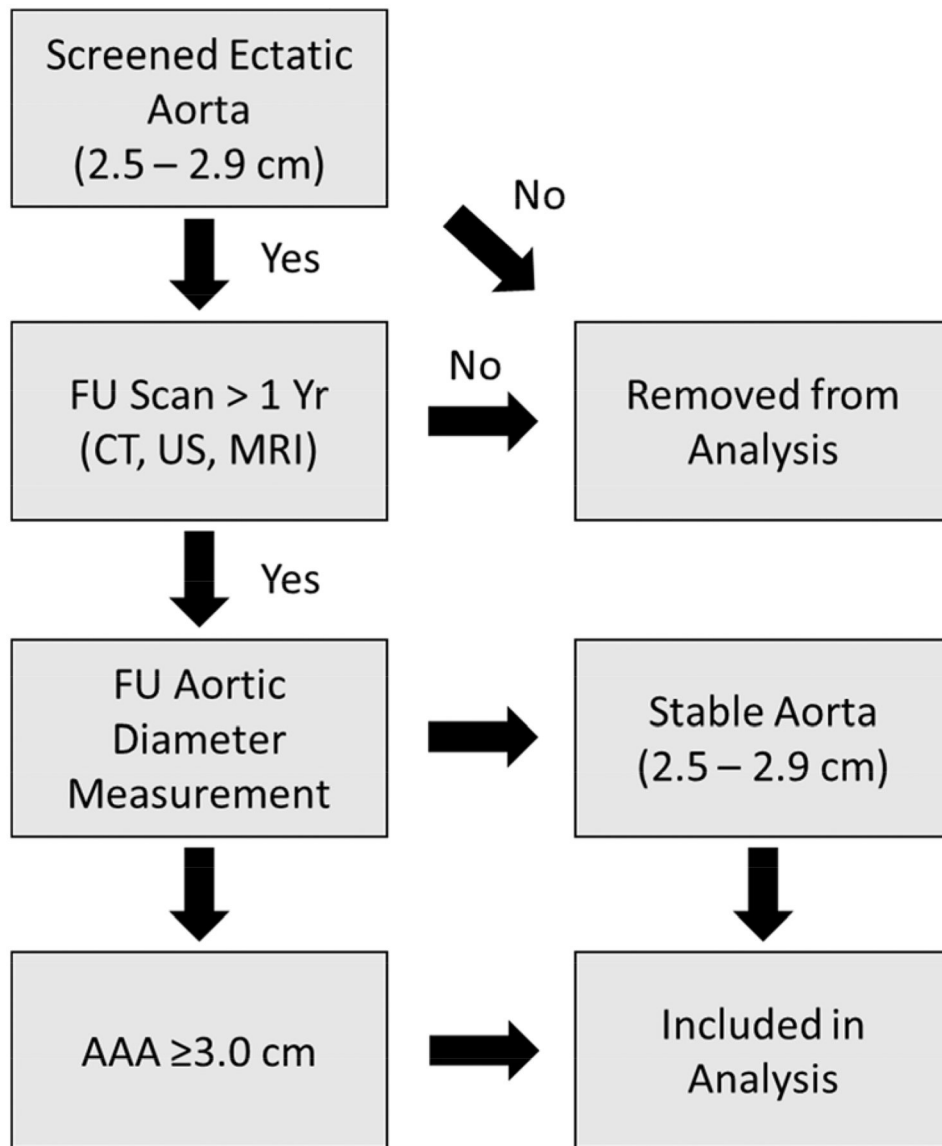 Screened Ectatic
Aorta
(2.5 – 2.9 cm)
No
Yes
FU Scan > 1 Yr
(CT, US, MRI)
No
Removed from
Analysis
Yes
FU Aortic
Diameter
Measurement
Stable Aorta
(2.5 – 2.9 cm)
AAA ≥3.0 cm
Included in
Analysis